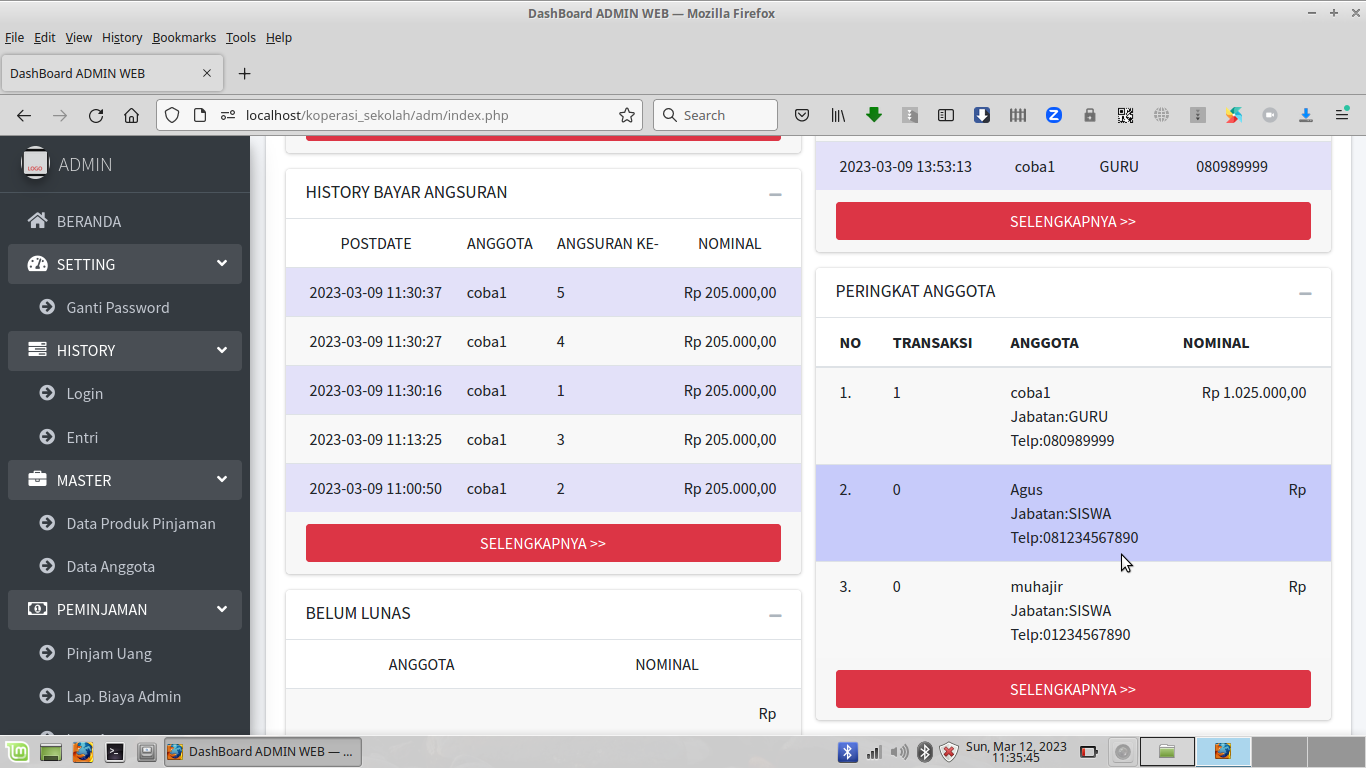 DashBoard ADMIN WEB — Mozilla Firefox
File Edit View History Bookmarks Tools Help
DashBoard ADMIN WEB
localhost/koperasi_sekolah/adm/index.php
Search
LOGO
ADMIN
BERANDA
SETTING
Ganti Password
HISTORY
Login
Entri
MASTER
Data Produk Pinjaman
Data Anggota
PEMINJAMAN
Pinjam Uang
Lap. Biaya Admin
HISTORY BAYAR ANGSURAN
POSTDATE ANGGOTA ANGSURAN KE- NOMINAL
2023-03-09 11:30:37 coba1 5 Rp 205.000,00
2023-03-09 11:30:27 coba1 4 Rp 205.000,00
2023-03-09 11:30:16 coba1 1 Rp 205.000,00
2023-03-09 11:13:25 coba1 3 Rp 205.000,00
2023-03-09 11:00:50 coba1 2 Rp 205.000,00
SELENGKAPNYA >>
BELUM LUNAS
ANGGOTA NOMINAL
Rp
2023-03-09 13:53:13 coba1 GURU 080989999
SELENGKAPNYA >>
PERINGKAT ANGGOTA
NO TRANSAKSI ANGGOTA NOMINAL
1. 1 coba1 Rp 1.025.000,00
Jabatan:GURU
Telp:080989999
2. 0 Agus Rp
Jabatan:SISWA
Telp:081234567890
3. 0 muhajir Rp
Jabatan:SISWA
Telp:01234567890
SELENGKAPNYA >>
DashBoard ADMIN WEB — ...
Sun, Mar 12, 2023
11:35:45